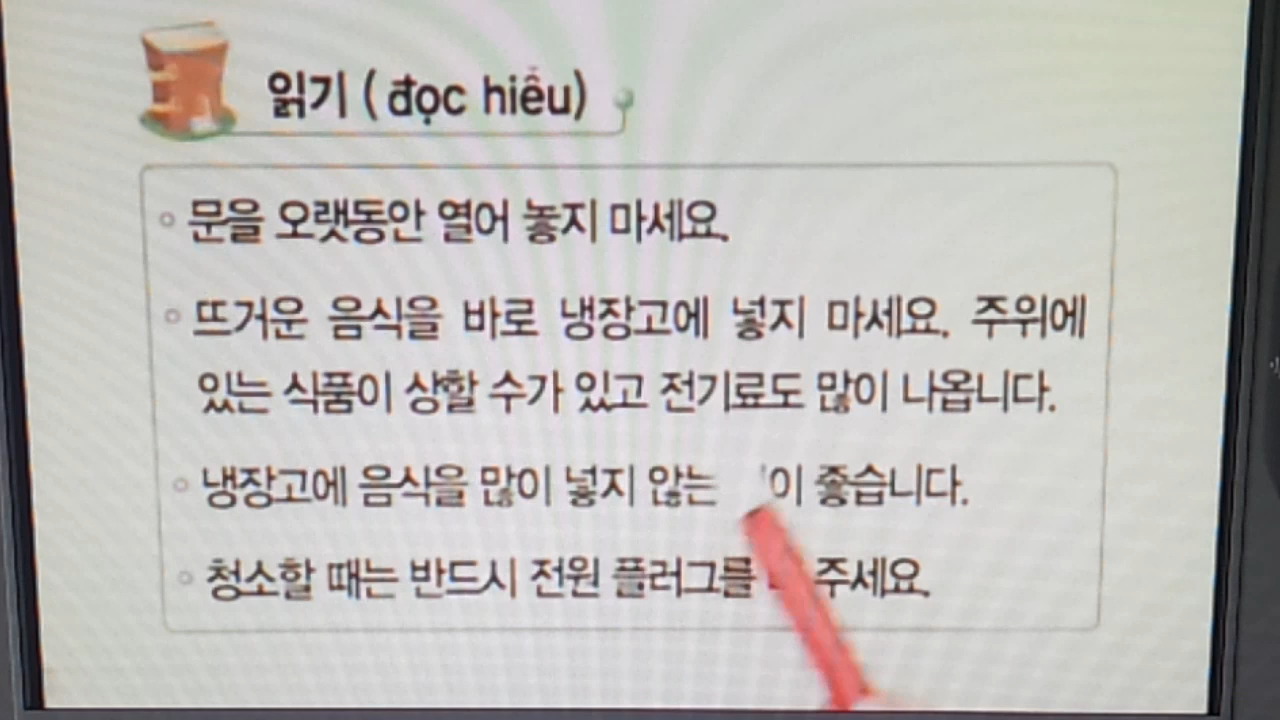 읽기 ( đọc hiểu)
◦ 문을 오랫동안 열어 놓지 마세요.
◦ 뜨거운 음식을 바로 냉장고에 넣지 마세요. 주위에
있는 식품이 상할 수가 있고 전기료도 많이 나옵니다.
◦ 냉장고에 음식을 많이 넣지 않는 이 좋습니다.
◦ 청소할 때는 반드시 전원 플러그를 주세요.